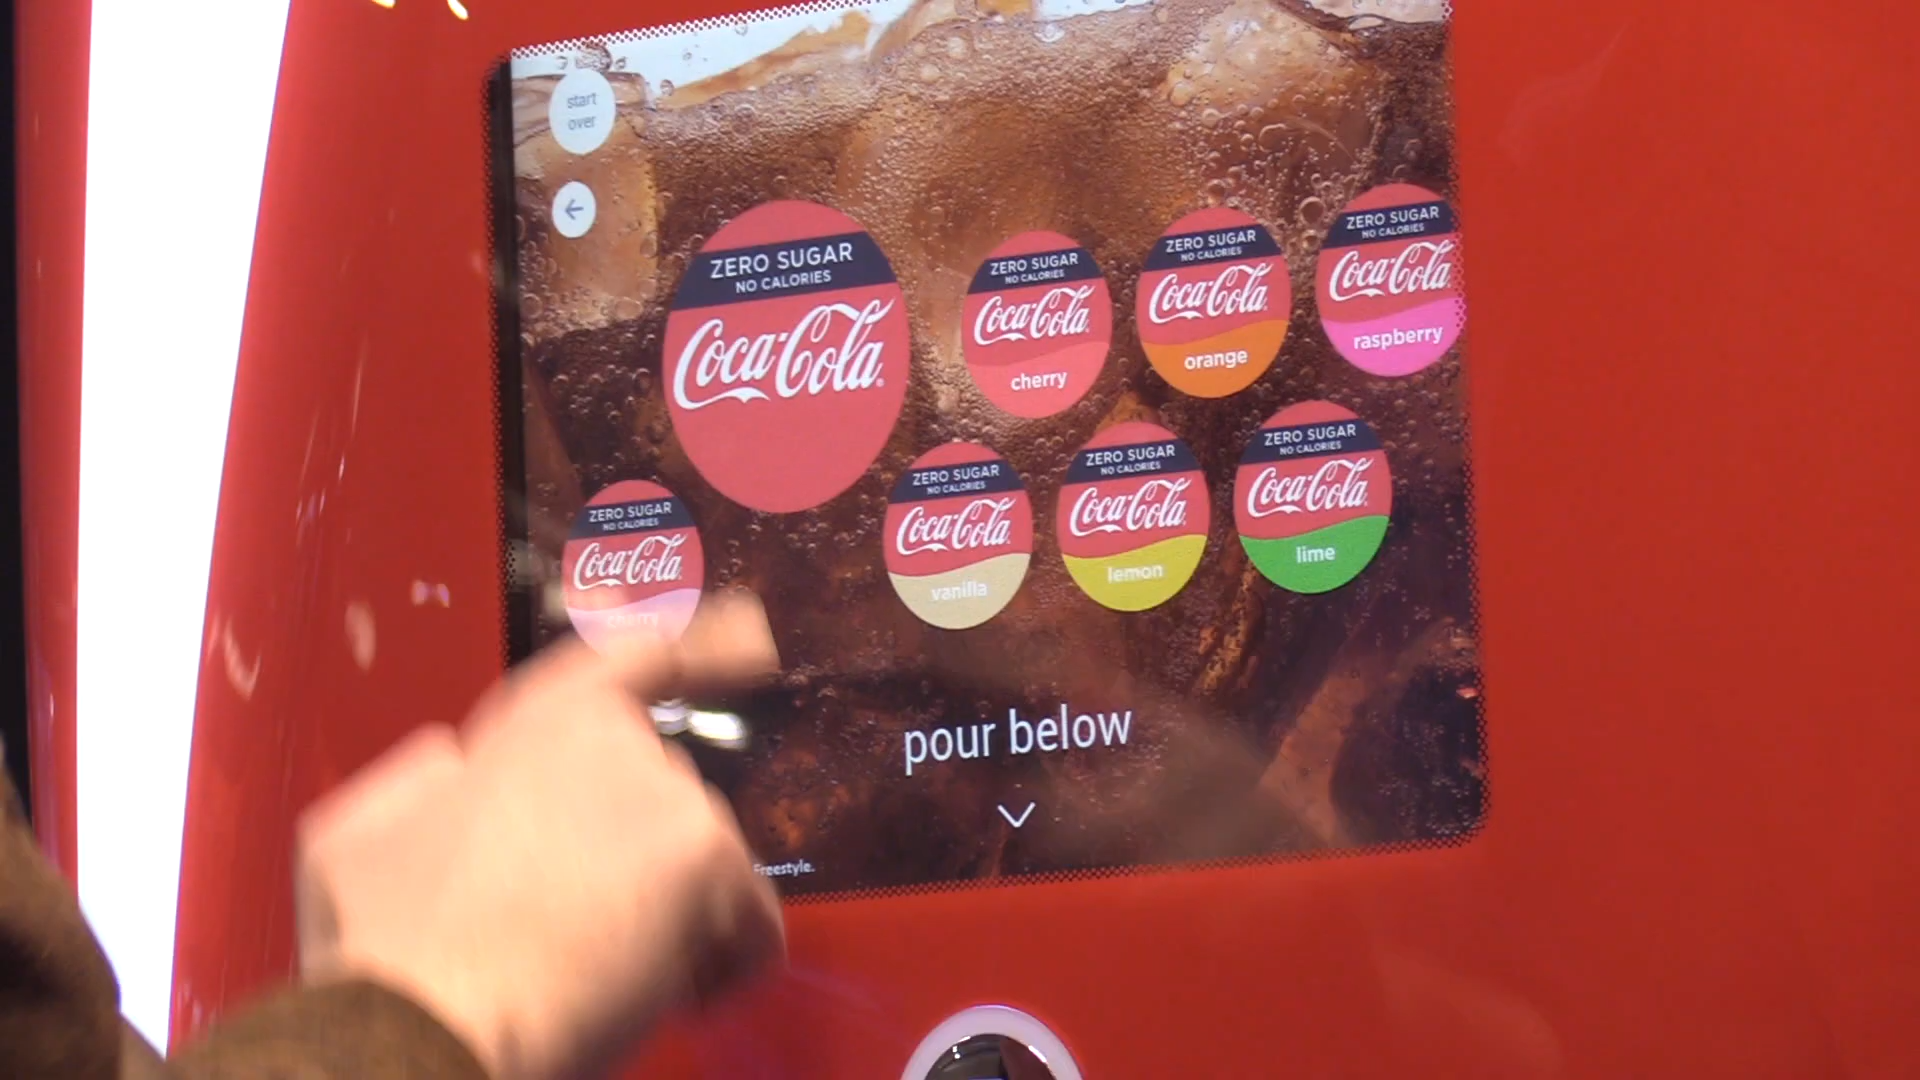 start
over
ZERO SUGAR
NO CALORIES
Coca-Cola
ZERO SUGAR
NO CALORIES
Coca-Cola
cherry
ZERO SUGAR
NO CALORIES
Coca-Cola
orange
ZERO SUGAR
NO CALORIES
Coca-Cola
raspberry
ZERO SUGAR
NO CALORIES
Coca-Cola
cherry
ZERO SUGAR
NO CALORIES
Coca-Cola
vanilla
ZERO SUGAR
NO CALORIES
Coca-Cola
lemon
ZERO SUGAR
NO CALORIES
Coca-Cola
lime
pour below
Freestyle.